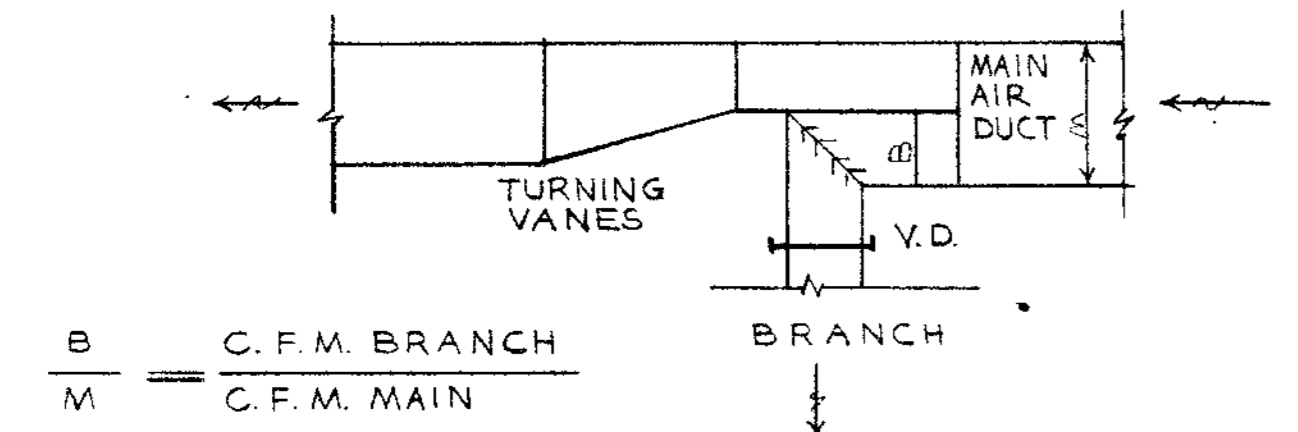 MAIN
AIR
DUCT
M
B
TURNING
VANES
V.D.
BRANCH
B / M = C.F.M. BRANCH / C.F.M. MAIN